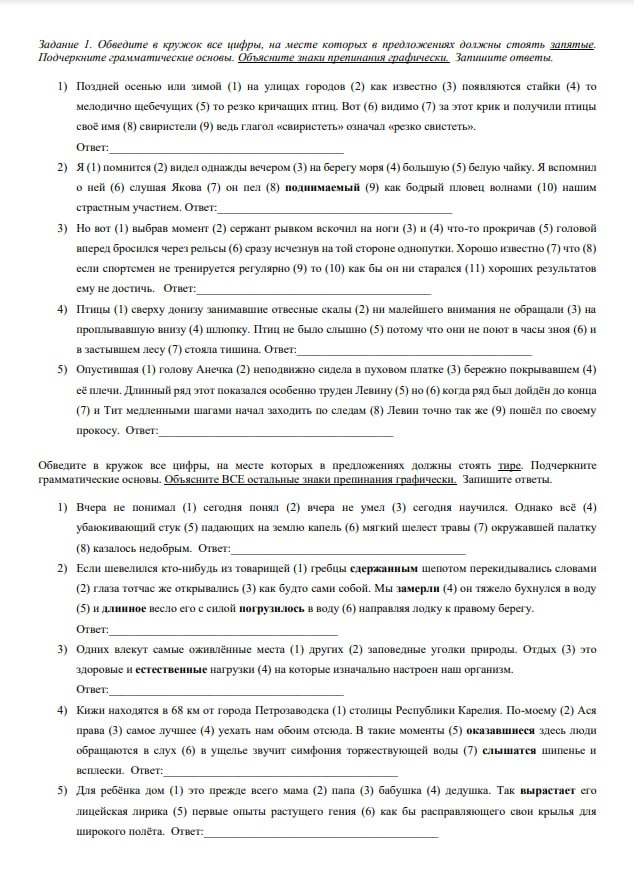 Задание 1. Обведите в кружок все цифры, на месте которых в предложениях должны стоять запятые.
Подчеркните грамматические основы. Объясните знаки препинания графически. Запишите ответы.
1) Поздней осенью или зимой (1) на улицах городов (2) как известно (3) появляются стайки (4) то
мелодично щебечущих (5) то резко кричащих птиц. Вот (6) видимо (7) за этот крик и получили птицы
своё имя (8) свиристели (9) ведь глагол «свиристеть» означал «резко свистеть».
Ответ:____________________
2) Я (1) помнится (2) видел однажды вечером (3) на берегу моря (4) большую (5) белую чайку. Я вспомнил
о ней (6) слушая Якова (7) он пел (8) поднимаемый (9) как бодрый пловец волнами (10) нашим
страстным участием. Ответ:____________________
3) Но вот (1) выбрав момент (2) сержант рывком вскочил на ноги (3) и (4) что-то прокричав (5) головой
вперед бросился через рельсы (6) сразу исчезнув на той стороне однопутки. Хорошо известно (7) что (8)
если спортсмен не тренируется регулярно (9) то (10) как бы он ни старался (11) хороших результатов
ему не достичь. Ответ:____________________
4) Птицы (1) сверху донизу занимавшие отвесные скалы (2) ни малейшего внимания не обращали (3) на
проплывавшую внизу (4) шлюпку. Птиц не было слышно (5) потому что они не поют в часы зноя (6) и
в застывшем лесу (7) стояла тишина. Ответ:____________________
5) Опустившая (1) голову Анечка (2) неподвижно сидела в пуховом платке (3) бережно покрывавшем (4)
её плечи. Длинный ряд этот показался особенно труден Левину (5) но (6) когда ряд был дойдён до конца
(7) и Тит медленными шагами начал заходить по следам (8) Левин точно так же (9) пошёл по своему
прокосу. Ответ:____________________
Обведите в кружок все цифры, на месте которых в предложениях должны стоять тире. Подчеркните
грамматические основы. Объясните ВСЕ остальные знаки препинания графически. Запишите ответы.
1) Вчера не понимал (1) сегодня понял (2) вчера не умел (3) сегодня научился. Однако всё (4)
убаюкивающий стук (5) падающих на землю капель (6) мягкий шелест травы (7) окружавшей палатку
(8) казалось недобрым. Ответ:____________________
2) Если шевелился кто-нибудь из товарищей (1) гребцы сдержанным шепотом перекидывались словами
(2) глаза тотчас же открывались (3) как будто сами собой. Мы замерли (4) он тяжело бухнулся в воду
(5) и длинное весло его с силой погрузилось в воду (6) направляя лодку к правому берегу.
Ответ:____________________
3) Одних влекут самые оживлённые места (1) других (2) заповедные уголки природы. Отдых (3) это
здоровые и естественные нагрузки (4) на которые изначально настроен наш организм.
Ответ:____________________
4) Кижи находятся в 68 км от города Петрозаводска (1) столицы Республики Карелия. По-моему (2) Ася
права (3) самое лучшее (4) уехать нам обоим отсюда. В такие моменты (5) оказавшиеся здесь люди
обращаются в слух (6) в ущелье звучит симфония торжествующей воды (7) слышатся шипенье и
всплески. Ответ:____________________
5) Для ребёнка дом (1) это прежде всего мама (2) папа (3) бабушка (4) дедушка. Так вырастает его
лицейская лирика (5) первые опыты растущего гения (6) как бы расправляющего свои крылья для
широкого полёта. Ответ:____________________